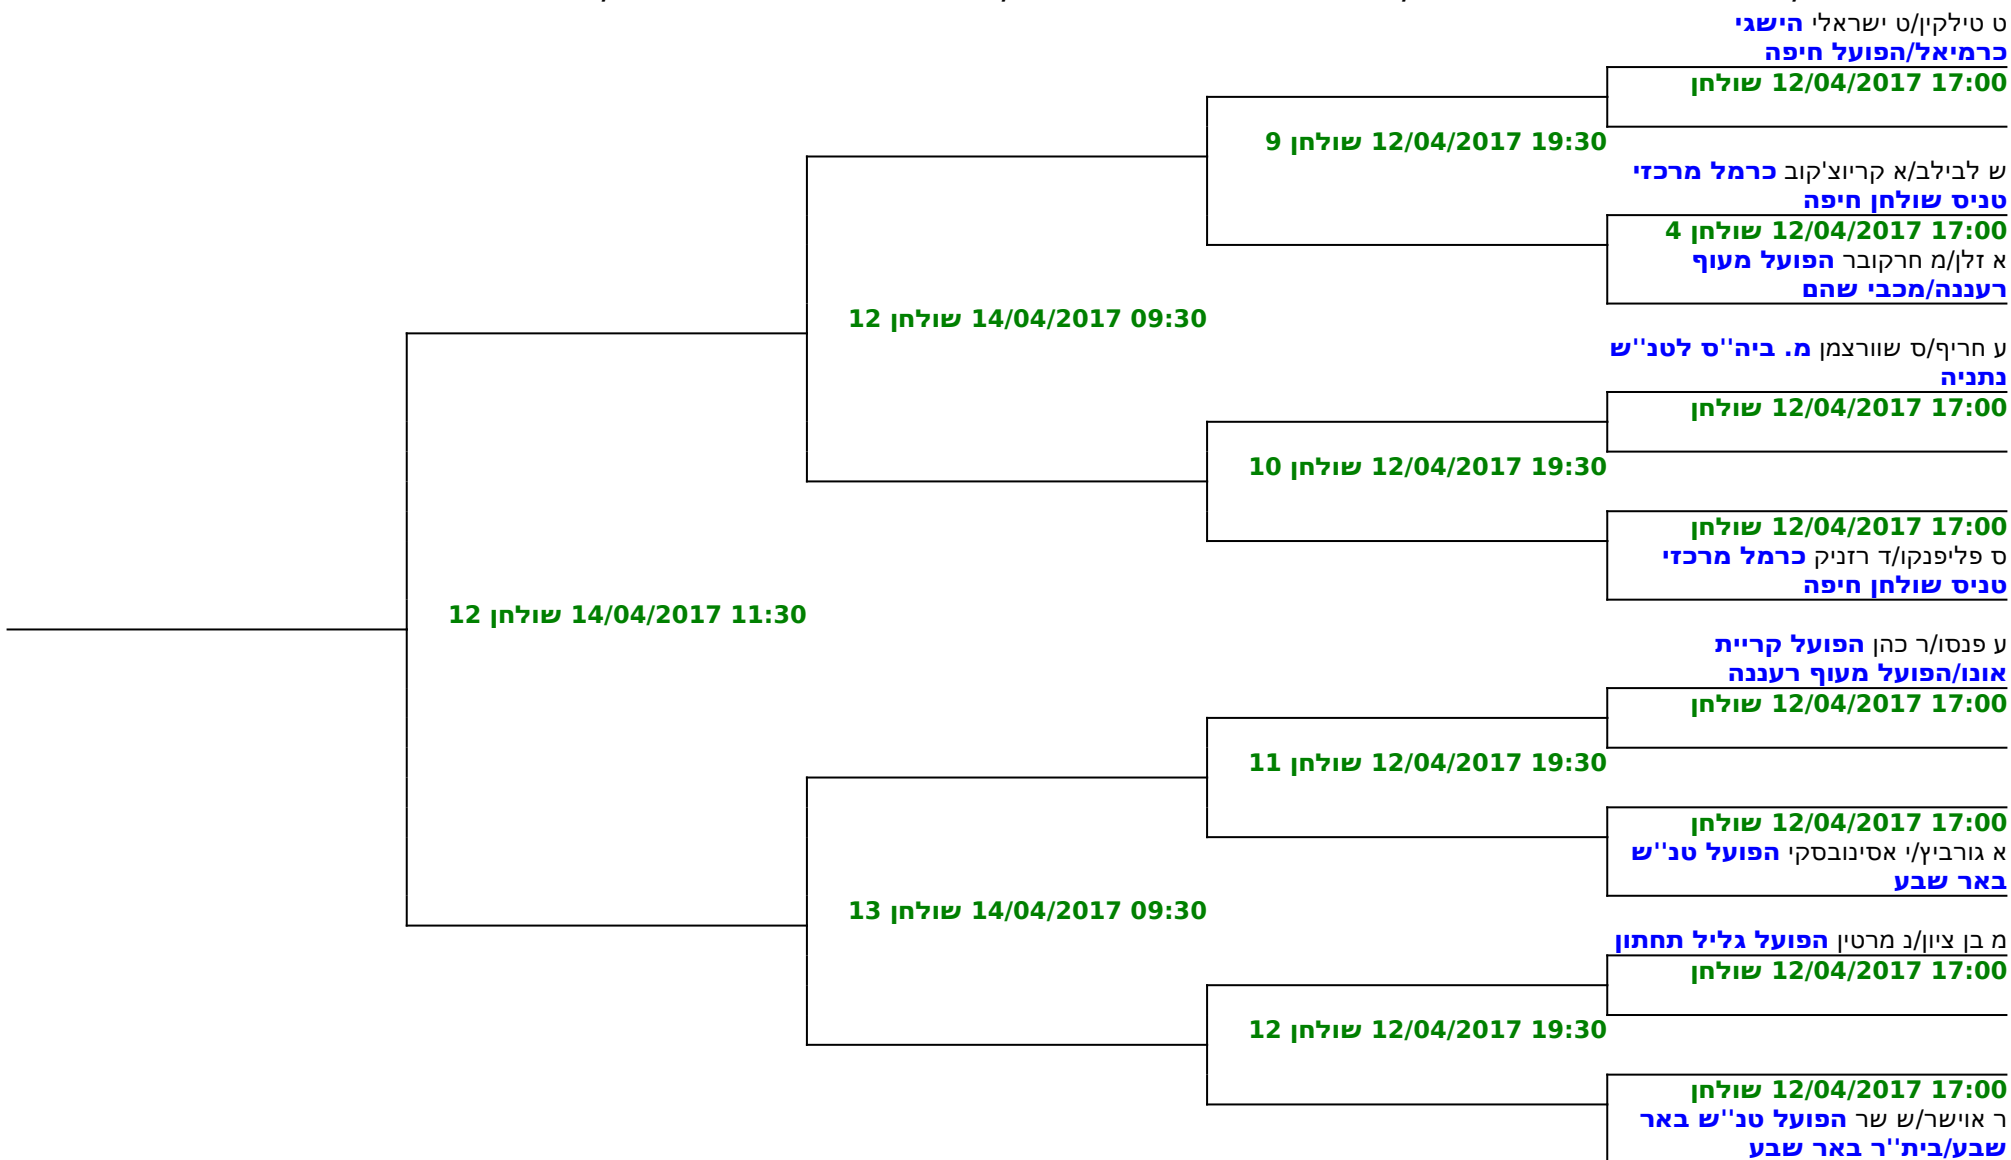 ט טילקין/ט ישראלי הישגי
כרמיאל/הפועל חיפה
12/04/2017 17:00 שולחן
12/04/2017 19:30 שולחן 9
ש לבילב/א קריוצ'קוב כרמל מרכזי
טניס שולחן חיפה
12/04/2017 17:00 שולחן 4
א זלן/מ חרקובר הפועל מעוף
רעננה/מכבי שהם
14/04/2017 09:30 שולחן 12
ע חריף/ס שוורצמן מ. ביה''ס לטנ''ש
נתניה
12/04/2017 17:00 שולחן
12/04/2017 19:30 שולחן 10
12/04/2017 17:00 שולחן
ס פליפנקו/ד רזניק כרמל מרכזי
טניס שולחן חיפה
14/04/2017 11:30 שולחן 12
ע פנסו/ר כהן הפועל קריית
אונו/הפועל מעוף רעננה
12/04/2017 17:00 שולחן
12/04/2017 19:30 שולחן 11
12/04/2017 17:00 שולחן
א גורביץ/י אסינובסקי הפועל טנ''ש
באר שבע
14/04/2017 09:30 שולחן 13
מ בן ציון/נ מרטין הפועל גליל תחתון
12/04/2017 17:00 שולחן
12/04/2017 19:30 שולחן 12
12/04/2017 17:00 שולחן
ר אוישר/ש שר הפועל טנ''ש באר
שבע/בית''ר באר שבע